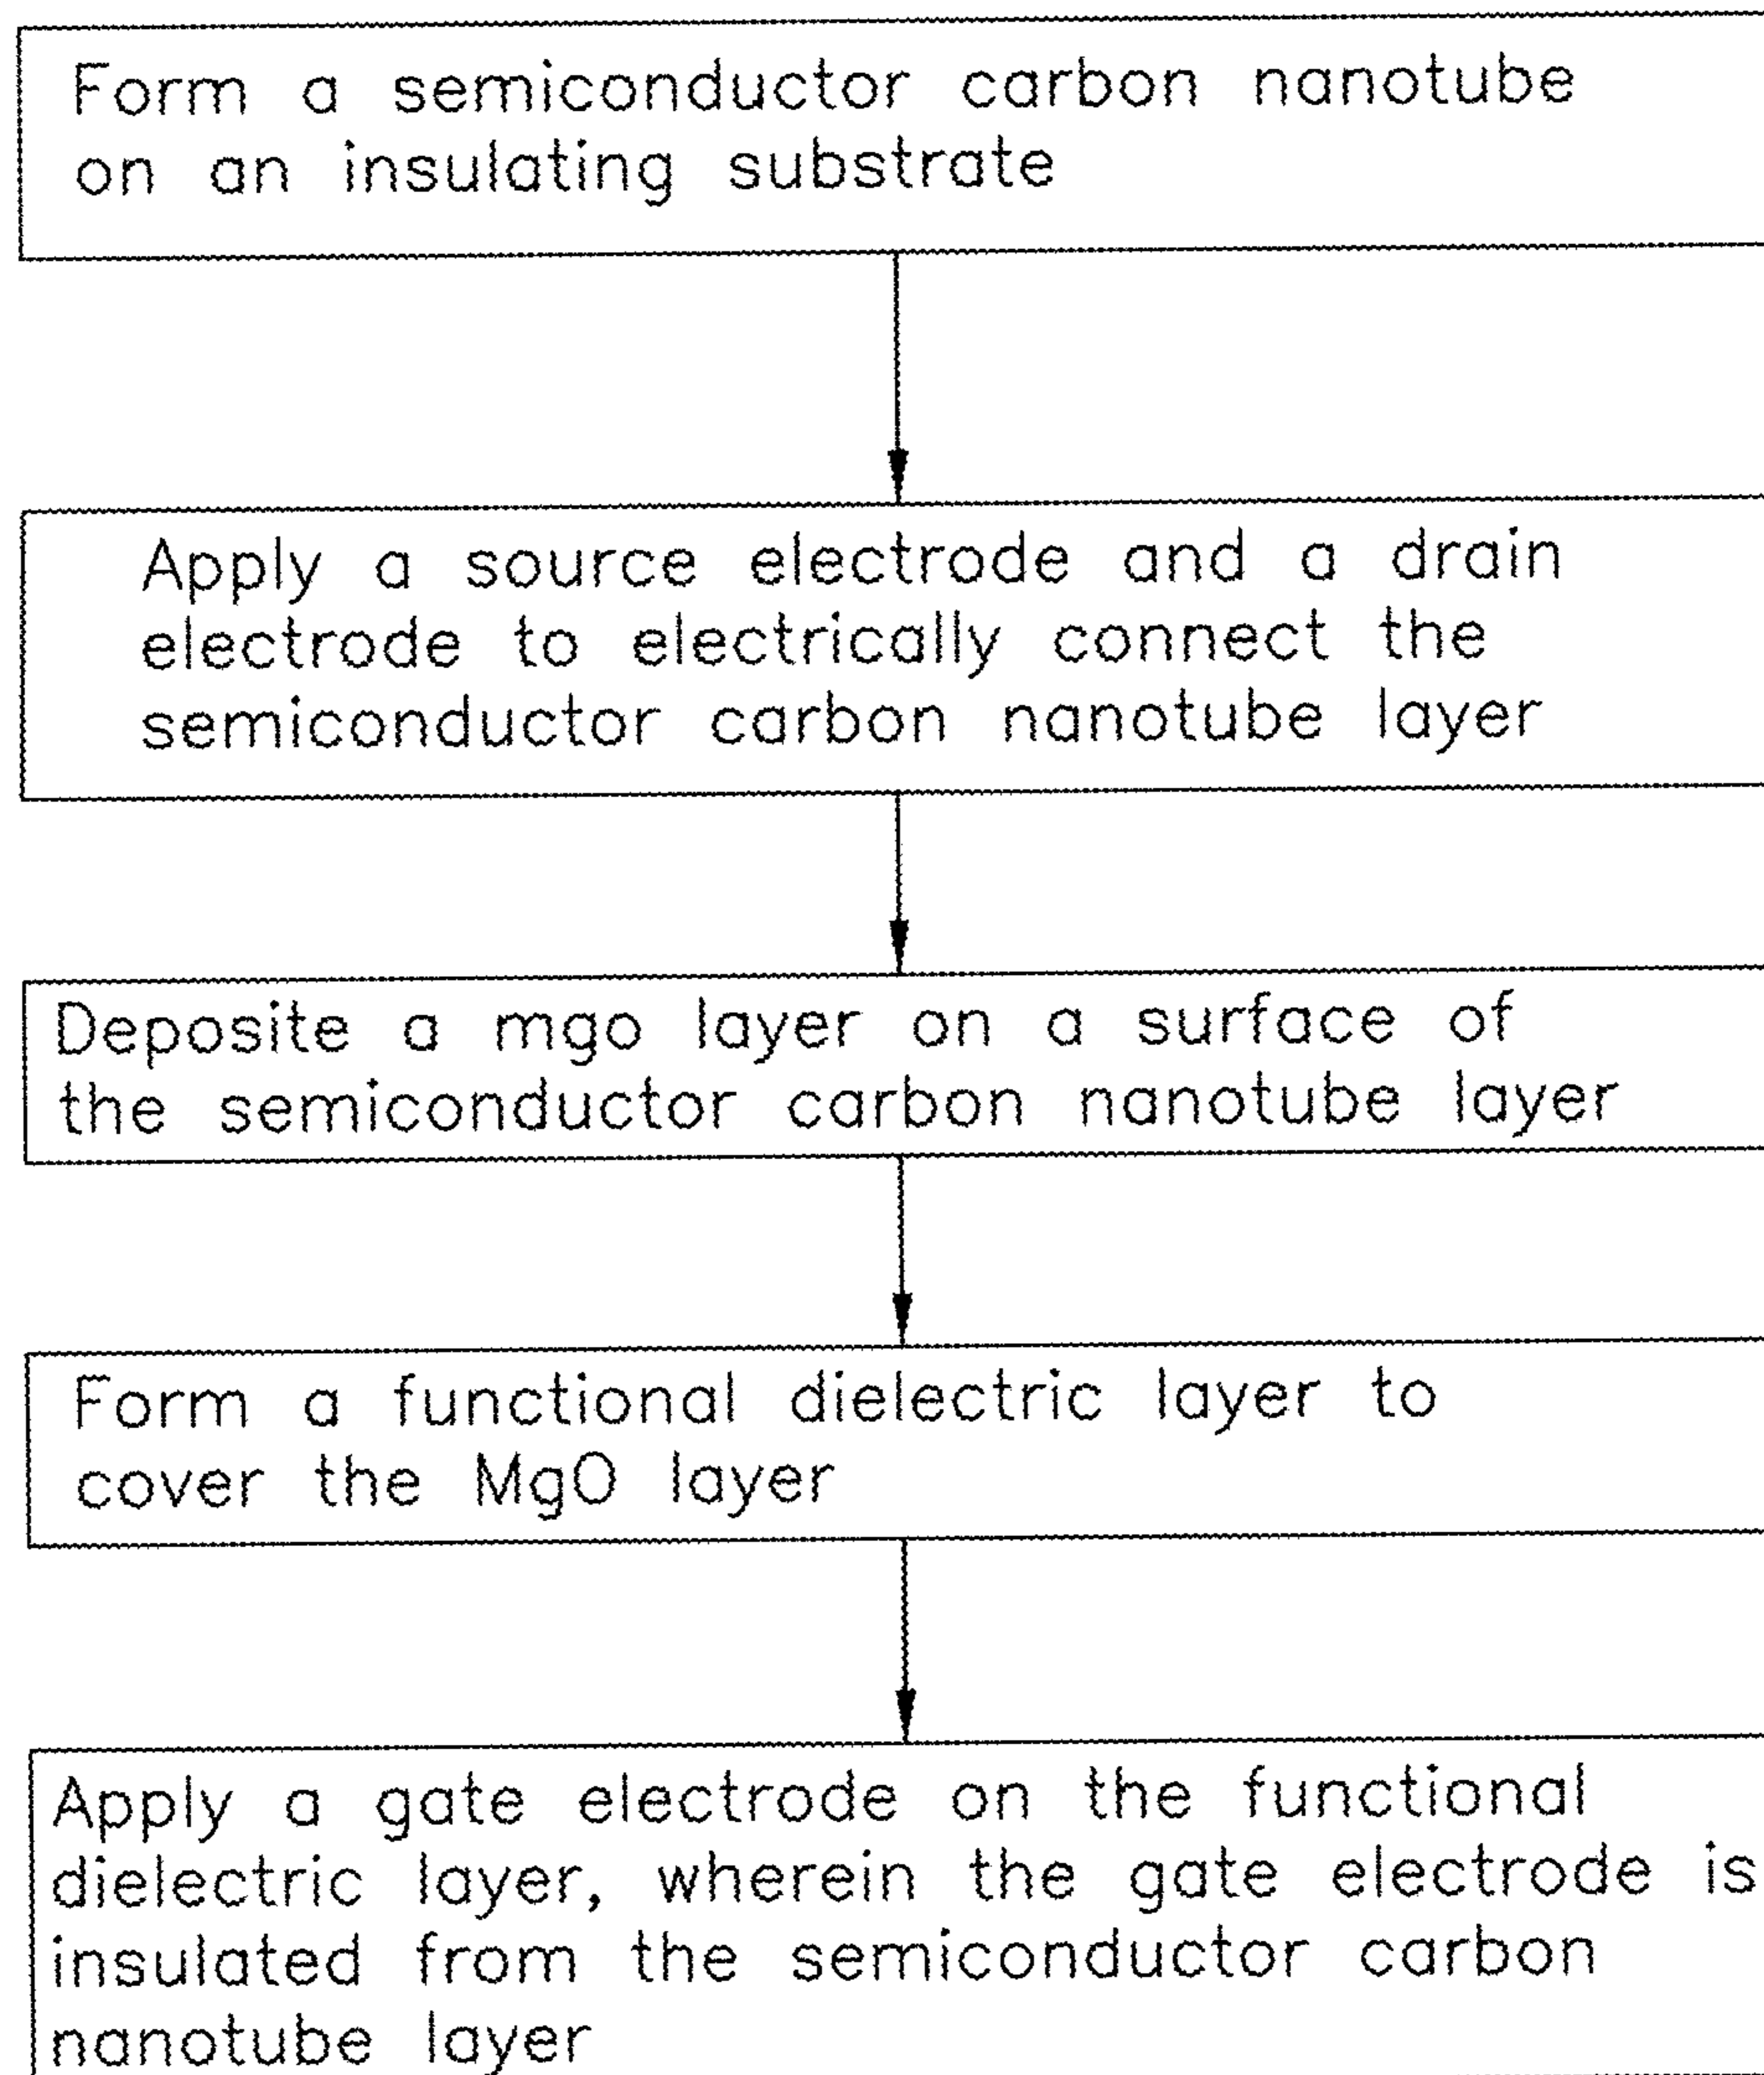 Form a semiconductor carbon nanotube
on an insulating substrate
Apply a source electrode and a drain
electrode to electrically connect the
semiconductor carbon nanotube layer
Deposite a mgo layer on a surface of
the semiconductor carbon nanotube layer
Form a functional dielectric layer to
cover the MgO layer
Apply a gate electrode on the functional
dielectric layer, wherein the gate electrode is
insulated from the semiconductor carbon
nanotube layer